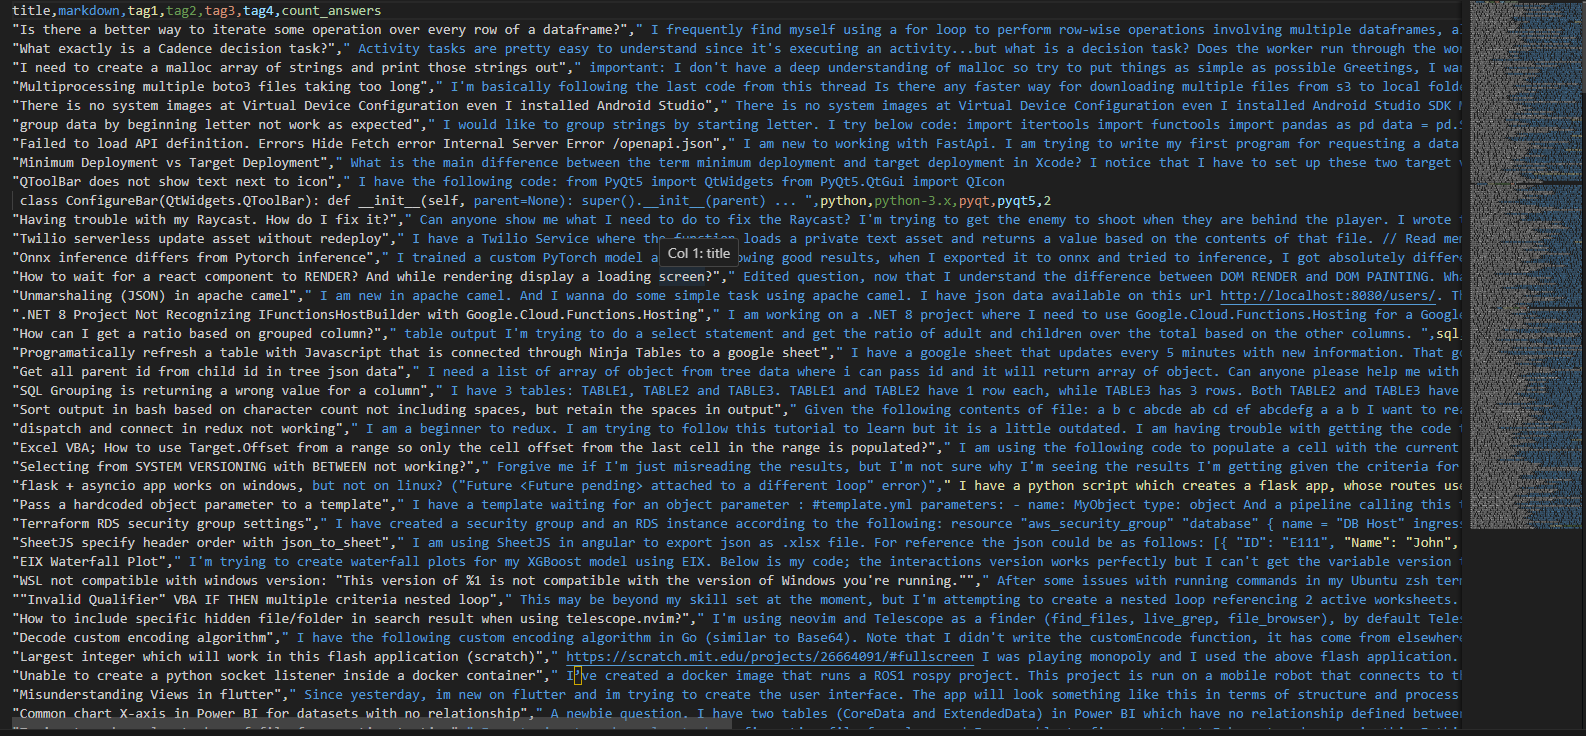 title,markdown,tag1,tag2,tag3,tag4,count_answers
"Is there a better way to iterate some operation over every row of a dataframe?"," I frequently find myself using a for loop to perform row-wise operations involving multiple dataframes,
"What exactly is a Cadence decision task?"," Activity tasks are pretty easy to understand since it's executing an activity...but what is a decision task? Does the worker run through the
"I need to create a malloc array of strings and print those strings out"," important: I don't have a deep understanding of malloc so try to put things as simple as possible Greetings, I
"Multiprocessing multiple boto3 files taking too long"," I'm basically following the last code from this thread Is there any faster way for downloading multiple files from s3 to local
"There is no system images at Virtual Device Configuration even I installed Android Studio"," There is no system images at Virtual Device Configuration even I installed Android Studio SDK
"group data by beginning letter not work as expected"," I would like to group strings by starting letter. I try below code: import itertools import functools import pandas as pd data =
"Failed to load API definition. Errors Hide Fetch error Internal Server Error /openapi.json"," I am new to working with FastApi. I am trying to write my first program for requesting a data
"Minimum Deployment vs Target Deployment"," What is the main difference between the term minimum deployment and target deployment in Xcode? I notice that I have to set up these two target
"QToolBar does not show text next to icon"," I have the following code: from PyQt5 import QtWidgets from PyQt5.QtGui import QIcon
class ConfigureBar(QtWidgets.QToolBar): def __init__(self, parent=None): super().__init__(parent) ... ",python,python-3.x,pyqt,pyqt5,2
"Having trouble with my Raycast. How do I fix it?"," Can anyone show me what I need to do to fix the Raycast? I'm trying to get the enemy to shoot when they are behind the player. I wrote
"Twilio serverless update asset without redeploy"," I have a Twilio Service where the function loads a private text asset and returns a value based on the contents of that file. // Read
Col 1: title
"Onnx inference differs from Pytorch inference"," I trained a custom PyTorch model good results, when I exported it to onnx and tried to inference, I got absolutely
"How to wait for a react component to RENDER? And while rendering display a loading screen?"," Edited question, now that I understand the difference between DOM RENDER and DOM PAINTING.
"Unmarshaling (JSON) in apache camel"," I am new in apache camel. And I wanna do some simple task using apache camel. I have json data available on this url http://localhost:8080/users/.
".NET 8 Project Not Recognizing IFunctionsHostBuilder with Google.Cloud.Functions.Hosting"," I am working on a .NET 8 project where I need to use Google.Cloud.Functions.Hosting for a
"How can I get a ratio based on grouped column?"," table output I'm trying to do a select statement and get the ratio of adult and children over the total based on the other columns. ",sql
"Programatically refresh a table with Javascript that is connected through Ninja Tables to a google sheet"," I have a google sheet that updates every 5 minutes with new information. That
"Get all parent id from child id in tree json data"," I need a list of array of object from tree data where i can pass id and it will return array of object. Can anyone please help me with
"SQL Grouping is returning a wrong value for a column"," I have 3 tables: TABLE1, TABLE2 and TABLE3. TABLE1 and TABLE2 have 1 row each, while TABLE3 has 3 rows. Both TABLE2 and TABLE3 have
"Sort output in bash based on character count not including spaces, but retain the spaces in output"," Given the following contents of file: a b c abcde ab cd ef abcdefg a a b I want to
"dispatch and connect in redux not working"," I am a beginner to redux. I am trying to follow this tutorial to learn but it is a little outdated. I am having trouble with getting the code
"Excel VBA; How to use Target.Offset from a range so only the cell offset from the last cell in the range is populated?"," I am using the following code to populate a cell with the current
"Selecting from SYSTEM VERSIONING with BETWEEN not working?"," Forgive me if I'm just misreading the results, but I'm not sure why I'm seeing the results I'm getting given the criteria for
"flask + asyncio app works on windows, but not on linux? ("Future <Future pending> attached to a different loop" error)"," I have a python script which creates a flask app, whose routes
"Pass a hardcoded object parameter to a template"," I have a template waiting for an object parameter : #template.yml parameters: - name: MyObject type: object And a pipeline calling this
"Terraform RDS security group settings"," I have created a security group and an RDS instance according to the following: resource "aws_security_group" "database" { name = "DB Host"
"SheetJS specify header order with json_to_sheet"," I am using SheetJS in angular to export json as .xlsx file. For reference the json could be as follows: [{ "ID": "E111", "Name": "John",
"EIX Waterfall Plot"," I'm trying to create waterfall plots for my XGBoost model using EIX. Below is my code; the interactions version works perfectly but I can't get the variable version
"WSL not compatible with windows version: "This version of %1 is not compatible with the version of Windows you're running.""," After some issues with running commands in my Ubuntu zsh
""Invalid Qualifier" VBA IF THEN multiple criteria nested loop"," This may be beyond my skill set at the moment, but I'm attempting to create a nested loop referencing 2 active worksheets.
"How to include specific hidden file/folder in search result when using telescope.nvim?"," I'm using neovim and Telescope as a finder (find_files, live_grep, file_browser), by default
"Decode custom encoding algorithm"," I have the following custom encoding algorithm in Go (similar to Base64). Note that I didn't write the customEncode function, it has come from
"Largest integer which will work in this flash application (scratch)"," https://scratch.mit.edu/projects/26664091/#fullscreen I was playing monopoly and I used the above flash application.
"Unable to create a python socket listener inside a docker container"," I’ve created a docker image that runs a ROS1 rospy project. This project is run on a mobile robot that connects to
"Misunderstanding Views in flutter"," Since yesterday, im new on flutter and im trying to create the user interface. The app will look something like this in terms of structure and process
"Common chart X-axis in Power BI for datasets with no relationship"," A newbie question. I have two tables (CoreData and ExtendedData) in Power BI which have no relationship defined